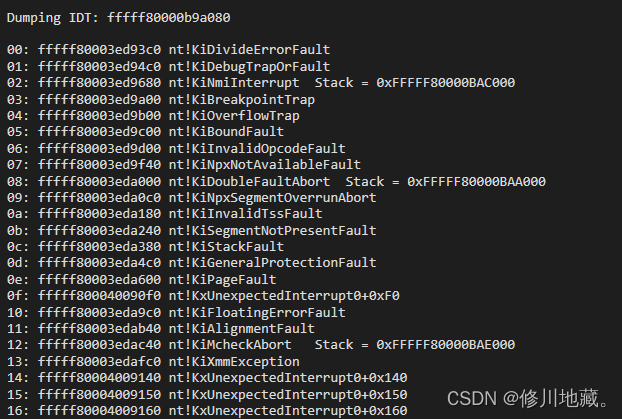 Dumping IDT: fffff80000b9a080
00: fffff80003ed93c0 nt!KiDivideErrorFault
01: fffff80003ed94c0 nt!KiDebugTrapOrFault
02: fffff80003ed9680 nt!KiNmiInterrupt  Stack = 0xFFFFF80000BAC000
03: fffff80003ed9a00 nt!KiBreakpointTrap
04: fffff80003ed9b00 nt!KiOverflowTrap
05: fffff80003ed9c00 nt!KiBoundFault
06: fffff80003ed9d00 nt!KiInvalidOpcodeFault
07: fffff80003ed9f40 nt!KiNpxNotAvailableFault
08: fffff80003eda000 nt!KiDoubleFaultAbort  Stack = 0xFFFFF80000BAA000
09: fffff80003eda0c0 nt!KiNpxSegmentOverrunAbort
0a: fffff80003eda180 nt!KiInvalidTssFault
0b: fffff80003eda240 nt!KiSegmentNotPresentFault
0c: fffff80003eda380 nt!KiStackFault
0d: fffff80003eda4c0 nt!KiGeneralProtectionFault
0e: fffff80003eda600 nt!KiPageFault
0f: fffff800040090f0 nt!KxUnexpectedInterrupt0+0xF0
10: fffff80003eda9c0 nt!KiFloatingErrorFault
11: fffff80003edab40 nt!KiAlignmentFault
12: fffff80003edac40 nt!KiMcheckAbort   Stack = 0xFFFFF80000BAE000
13: fffff80003edafc0 nt!KiXmmException
14: fffff80004009140 nt!KxUnexpectedInterrupt0+0x140
15: fffff80004009150 nt!KxUnexpectedInterrupt0+0x150
16: fffff80004009160 nt!KxUnexpectedInterrupt0+0x160
CSDN @修川地藏。